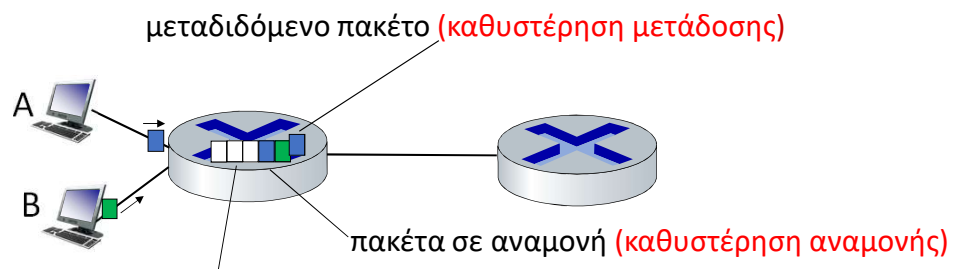 μεταδιδόμενο πακέτο (καθυστέρηση μετάδοσης)
A
B
πακέτα σε αναμονή (καθυστέρηση αναμονής)